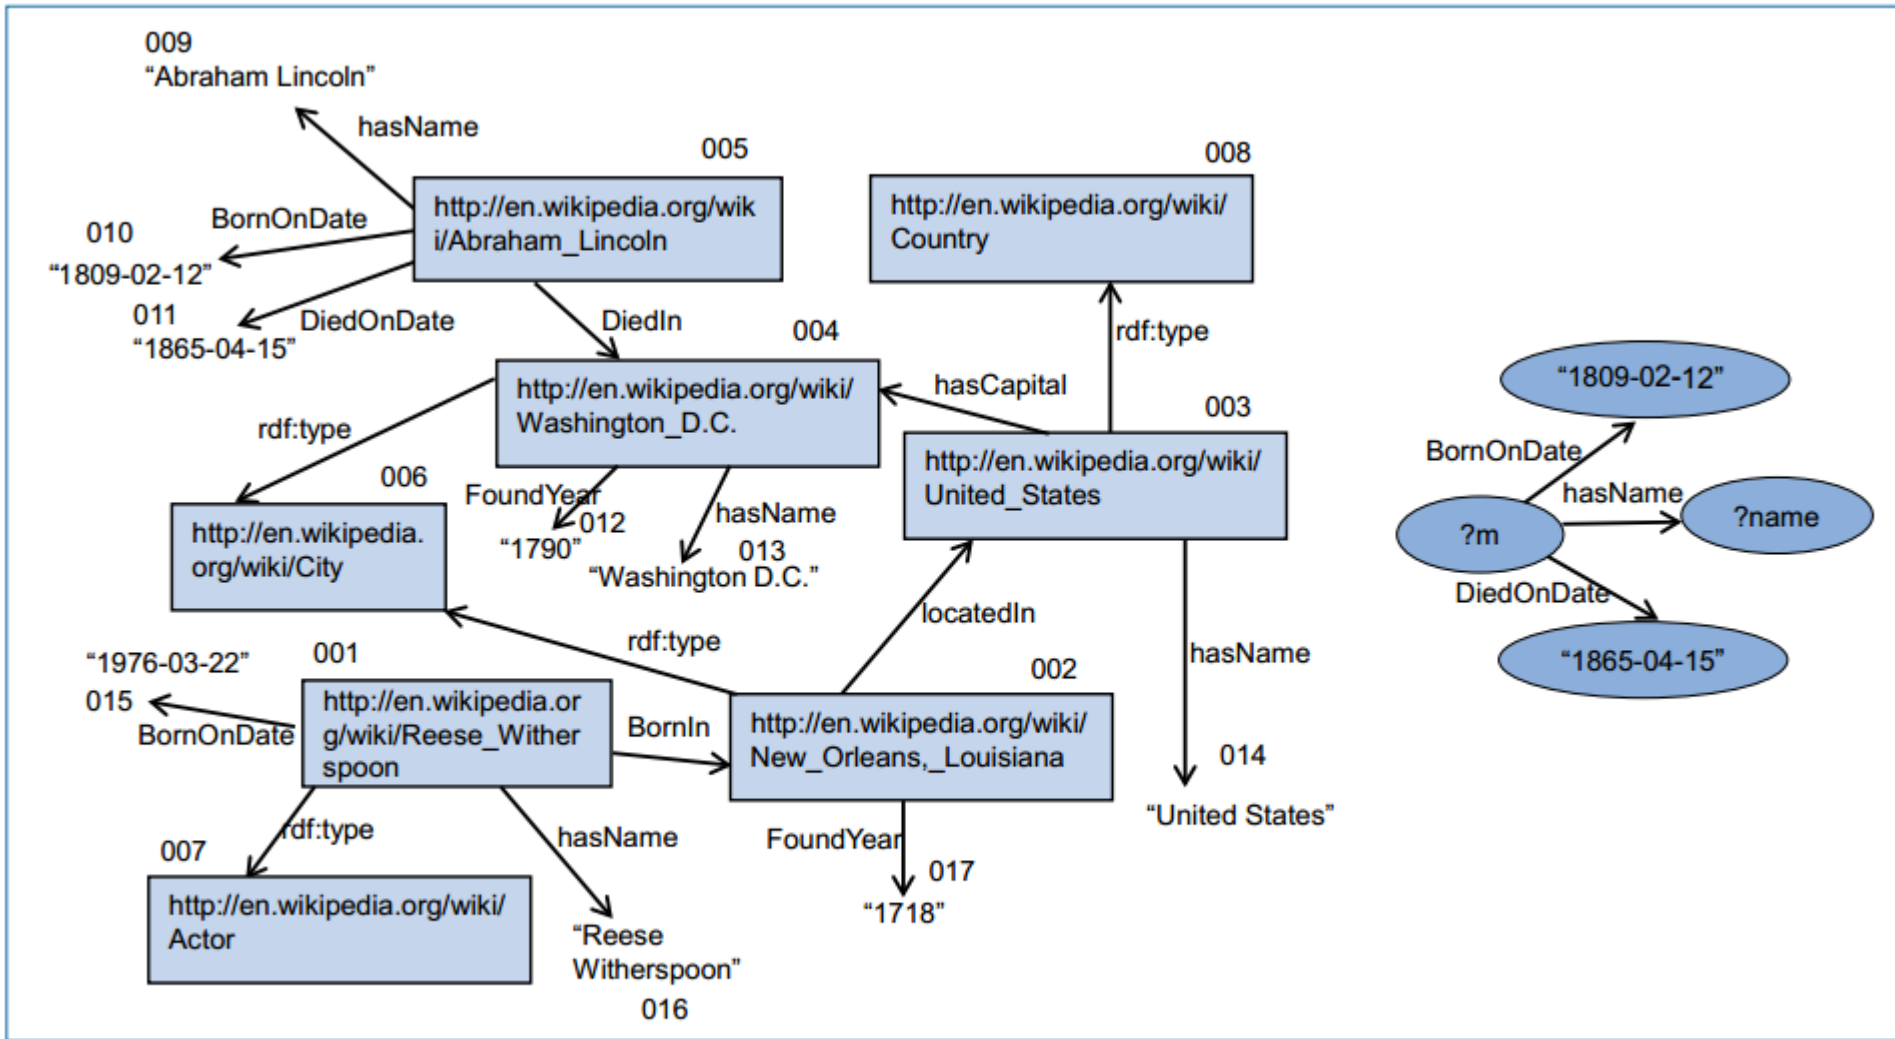 009
“Abraham Lincoln”
hasName
005
008
http://en.wikipedia.org/wik
i/Abraham_Lincoln
http://en.wikipedia.org/wiki/
Country
BornOnDate
010
“1809-02-12”
011
“1865-04-15”
DiedOnDate
DiedIn
004
rdf:type
http://en.wikipedia.org/wiki/
Washington_D.C.
hasCapital
003
rdf:type
006
http://en.wikipedia.org/wiki/
United_States
FoundYear
012
“1790”
hasName
013
“Washington D.C.”
http://en.wikipedia.
org/wiki/City
locatedIn
rdf:type
hasName
“1976-03-22”
015
001
002
BornOnDate
http://en.wikipedia.or
g/wiki/Reese_Wither
spoon
BornIn
http://en.wikipedia.org/wiki/
New_Orleans,_Louisiana
014
“United States”
rdf:type
hasName
FoundYear
007
017
“1718”
http://en.wikipedia.org/wiki/
Actor
“Reese
Witherspoon”
016
“1809-02-12”
BornOnDate
hasName
?m
?name
DiedOnDate
“1865-04-15”